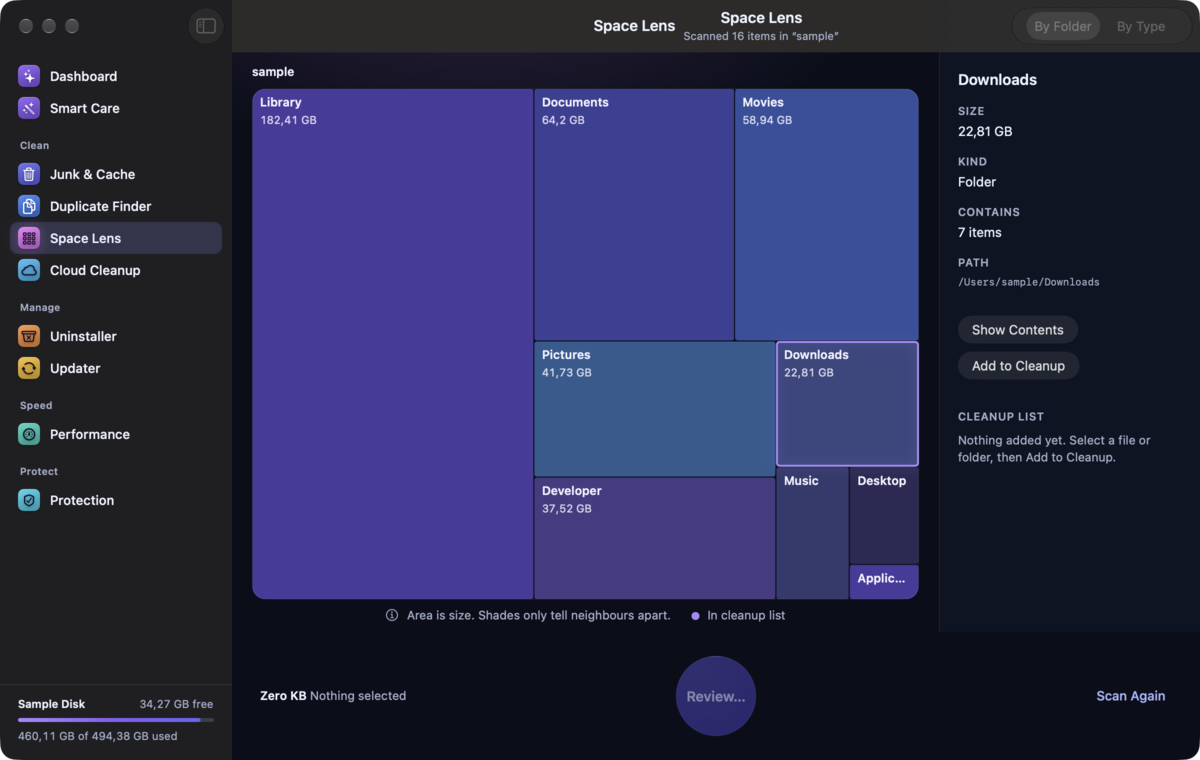 Space Lens
Space Lens
Scanned 16 items in “sample”
By Folder
By Type
Dashboard
Smart Care
Clean
Junk & Cache
Duplicate Finder
Space Lens
Cloud Cleanup
Manage
Uninstaller
Updater
Speed
Performance
Protect
Protection
Sample Disk
34,27 GB free
460,11 GB of 494,38 GB used
sample
Library
182,41 GB
Documents
64,2 GB
Movies
58,94 GB
Pictures
41,73 GB
Downloads
22,81 GB
Developer
37,52 GB
Music
Desktop
Applic...
Area is size. Shades only tell neighbours apart.
In cleanup list
Zero KB Nothing selected
Review...
Scan Again
Downloads
SIZE
22,81 GB
KIND
Folder
CONTAINS
7 items
PATH
/Users/sample/Downloads
Show Contents
Add to Cleanup
CLEANUP LIST
Nothing added yet. Select a file or
folder, then Add to Cleanup.